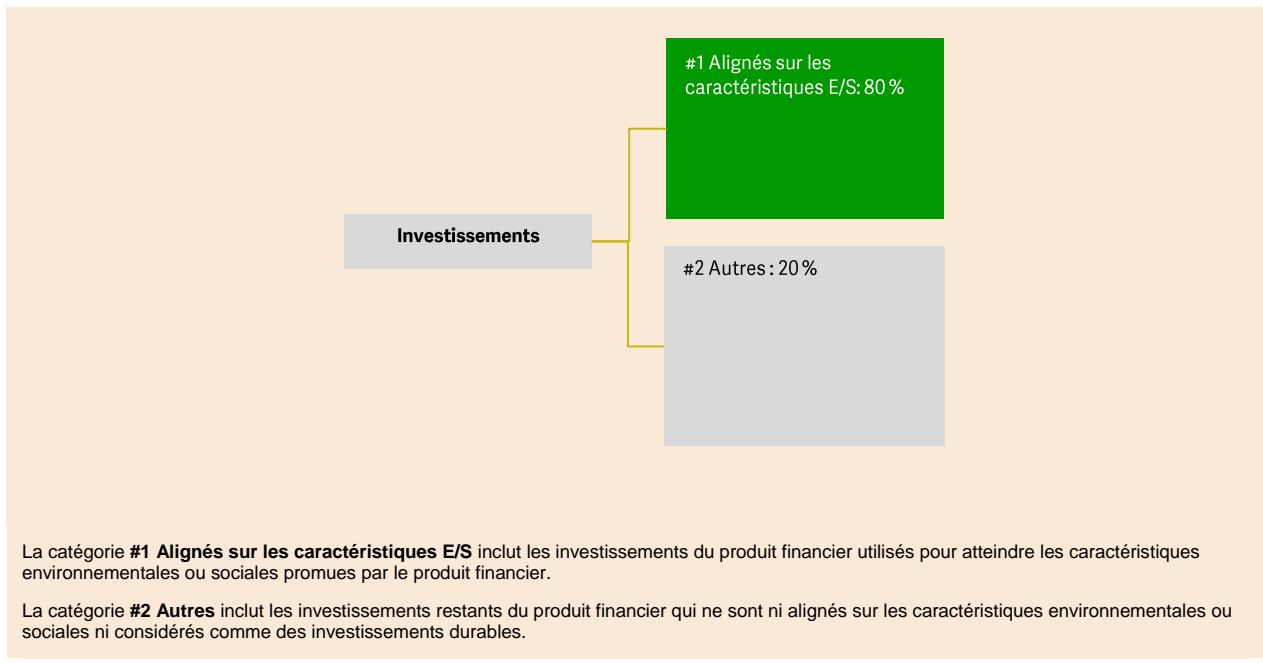 #1 Alignés sur les
caractéristiques E/S: 80 %
Investissements
#2 Autres : 20 %
La catégorie #1 Alignés sur les caractéristiques E/S inclut les investissements du produit financier utilisés pour atteindre les caractéristiques
environnementales ou sociales promues par le produit financier.
La catégorie #2 Autres inclut les investissements restants du produit financier qui ne sont ni alignés sur les caractéristiques environnementales ou
sociales ni considérés comme des investissements durables.